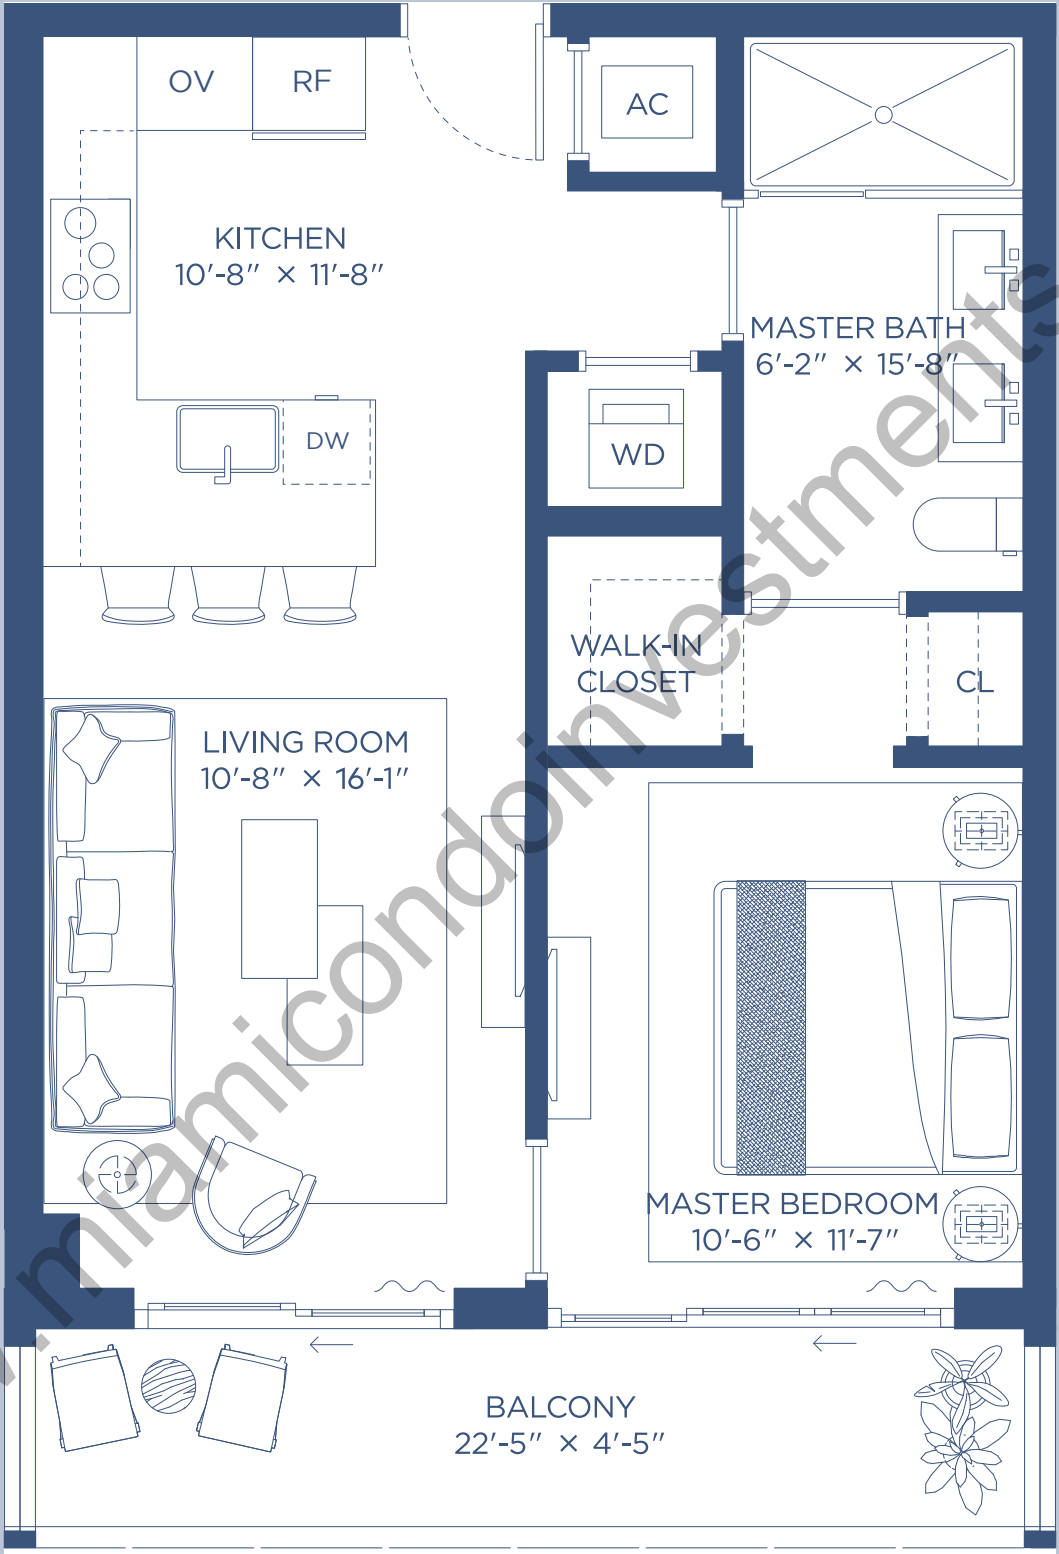 OV
RF
AC
KITCHEN
10'-8" × 11'-8"
MASTER BATH
6'-2" × 15'-8"
DW
WD
WALK-IN
CLOSET
CL
LIVING ROOM
10'-8" × 16'-1"
MASTER BEDROOM
10'-6" × 11'-7"
BALCONY
22'-5" × 4'-5"
.miamicondoinvestments